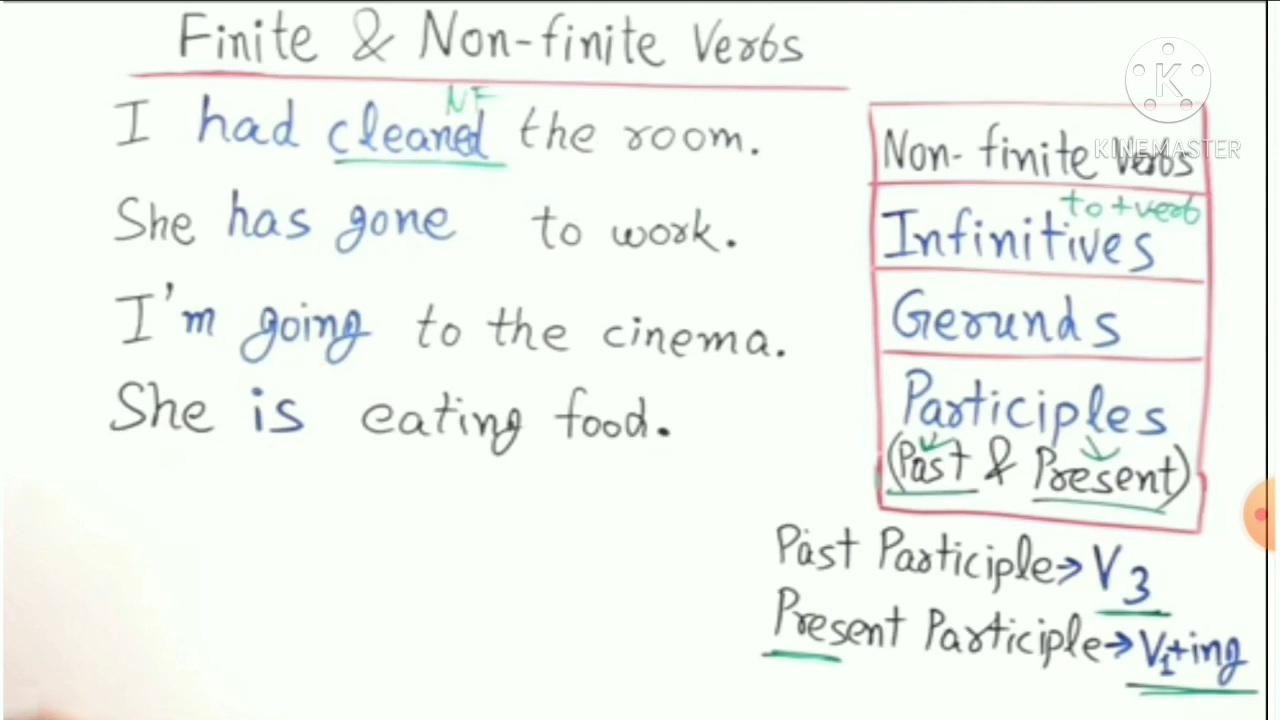 Finite & Non-finite Verbs
NF
I had cleaned the room.
She has gone to work.
I'm going to the cinema.
She is eating food.
K
KINEMASTER
Non-finite verbs
to + verb
Infinitives
Gerunds
Participles
(Past & Present)
Past Participle → V3
Present Participle → V1+ing